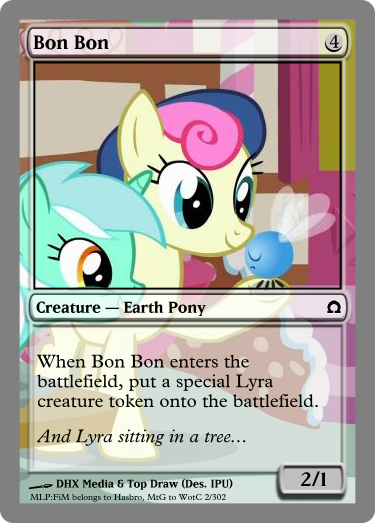 Bon Bon 4
Creature — Earth Pony Ω
When Bon Bon enters the
battlefield, put a special Lyra
creature token onto the battlefield.
And Lyra sitting in a tree...
DHX Media & Top Draw (Des. IPU)
MLP:FiM belongs to Hasbro, MtG to WotC 2/302
2/1